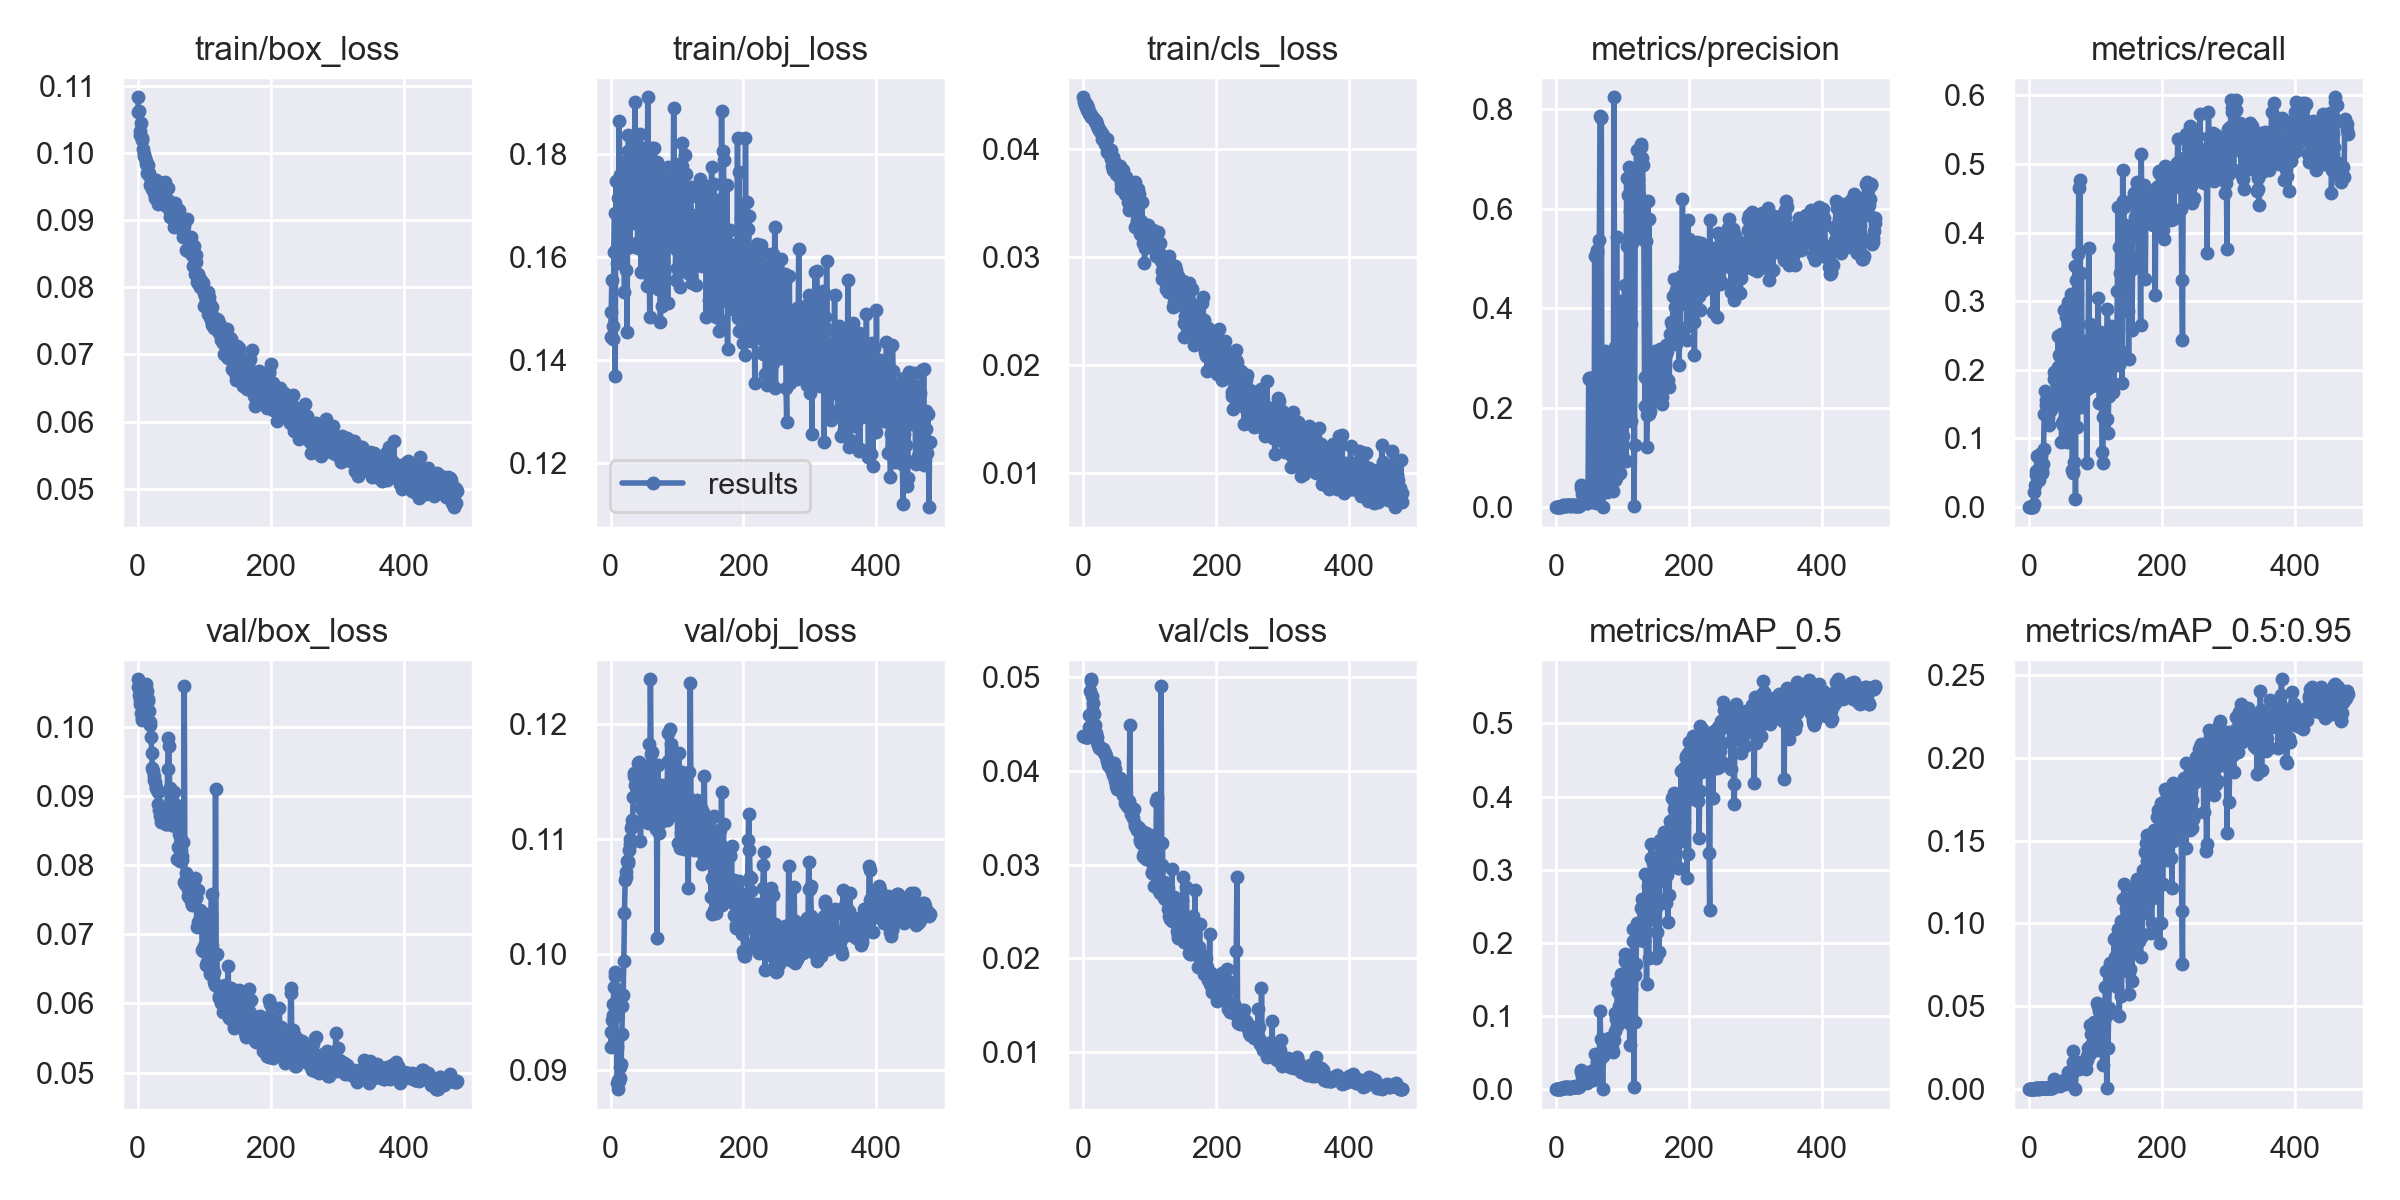 train/box_loss
train/obj_loss
train/cls_loss
metrics/precision
metrics/recall
0.11
0.10
0.09
0.08
0.07
0.06
0.05
0 200 400
0.18
0.16
0.14
0.12
results
0 200 400
0.04
0.03
0.02
0.01
0 200 400
0.8
0.6
0.4
0.2
0.0
0 200 400
0.6
0.5
0.4
0.3
0.2
0.1
0.0
0 200 400
val/box_loss
val/obj_loss
val/cls_loss
metrics/mAP_0.5
metrics/mAP_0.5:0.95
0.10
0.09
0.08
0.07
0.06
0.05
0 200 400
0.12
0.11
0.10
0.09
0 200 400
0.05
0.04
0.03
0.02
0.01
0 200 400
0.5
0.4
0.3
0.2
0.1
0.0
0 200 400
0.25
0.20
0.15
0.10
0.05
0.00
0 200 400